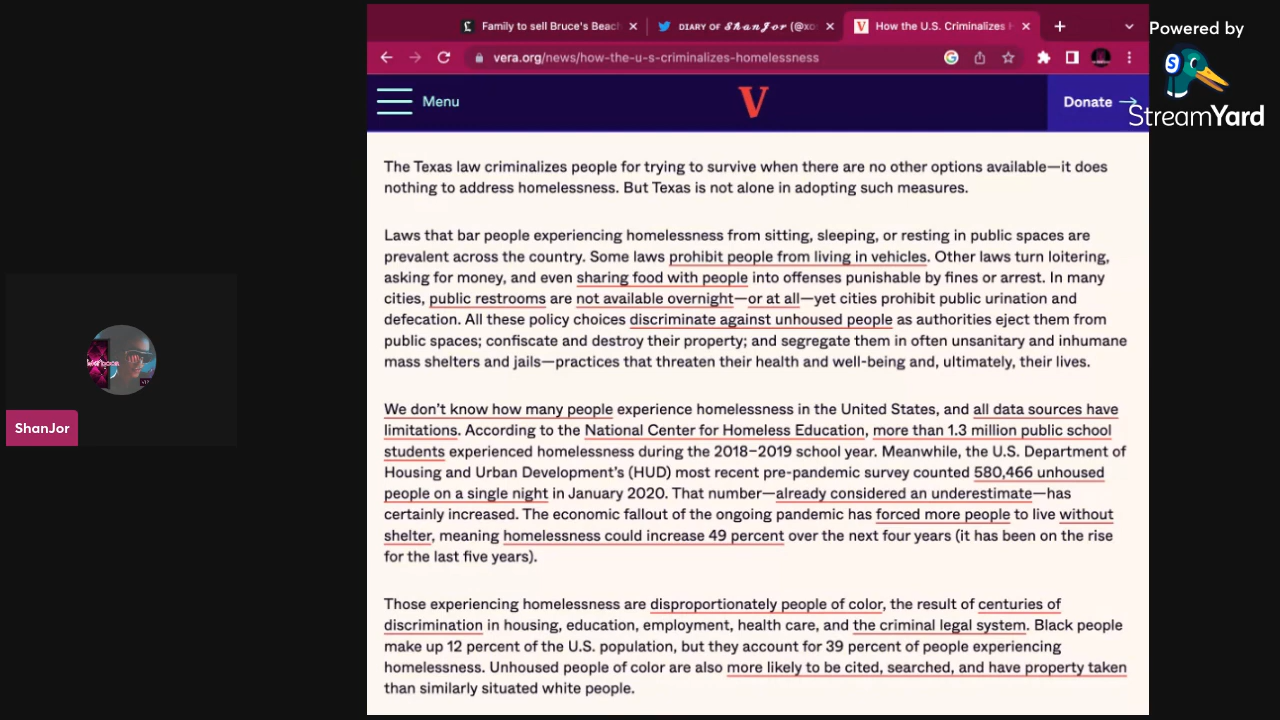 Family to sell Bruce's Beach
DIARY OF 𝓢𝓱𝓪𝓷𝓙𝓸𝓻 (@xo
How the U.S. Criminalizes H
Powered by
vera.org/news/how-the-u-s-criminalizes-homelessness
S
StreamYard
Menu
V
Donate →
The Texas law criminalizes people for trying to survive when there are no other options available—it does
nothing to address homelessness. But Texas is not alone in adopting such measures.
Laws that bar people experiencing homelessness from sitting, sleeping, or resting in public spaces are
prevalent across the country. Some laws prohibit people from living in vehicles. Other laws turn loitering,
asking for money, and even sharing food with people into offenses punishable by fines or arrest. In many
cities, public restrooms are not available overnight—or at all—yet cities prohibit public urination and
defecation. All these policy choices discriminate against unhoused people as authorities eject them from
public spaces; confiscate and destroy their property; and segregate them in often unsanitary and inhumane
mass shelters and jails—practices that threaten their health and well-being and, ultimately, their lives.
We don't know how many people experience homelessness in the United States, and all data sources have
limitations. According to the National Center for Homeless Education, more than 1.3 million public school
students experienced homelessness during the 2018–2019 school year. Meanwhile, the U.S. Department of
Housing and Urban Development's (HUD) most recent pre-pandemic survey counted 580,466 unhoused
people on a single night in January 2020. That number—already considered an underestimate—has
certainly increased. The economic fallout of the ongoing pandemic has forced more people to live without
shelter, meaning homelessness could increase 49 percent over the next four years (it has been on the rise
for the last five years).
Those experiencing homelessness are disproportionately people of color, the result of centuries of
discrimination in housing, education, employment, health care, and the criminal legal system. Black people
make up 12 percent of the U.S. population, but they account for 39 percent of people experiencing
homelessness. Unhoused people of color are also more likely to be cited, searched, and have property taken
than similarly situated white people.
ShanJor